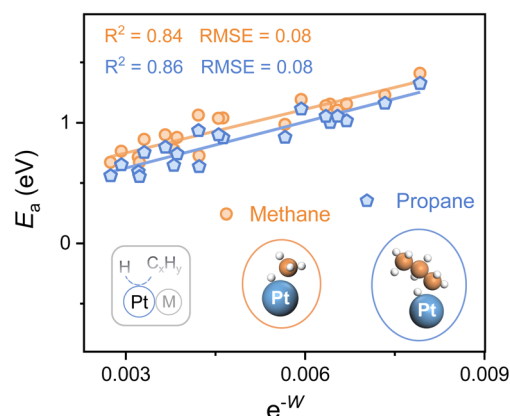 R² = 0.84 RMSE = 0.08
R² = 0.86 RMSE = 0.08
Eₐ (eV)
1
0
Methane
Propane
H CₓHᵧ
Pt M
Pt
Pt
0.003 0.006 0.009
e⁻ᵂ